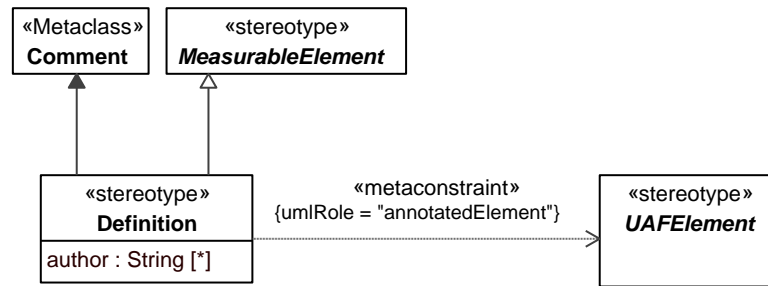 «Metaclass»
Comment
«stereotype»
MeasurableElement
«stereotype»
Definition
author : String [*]
«metaconstraint»
{umlRole = "annotatedElement"}
«stereotype»
UAFElement